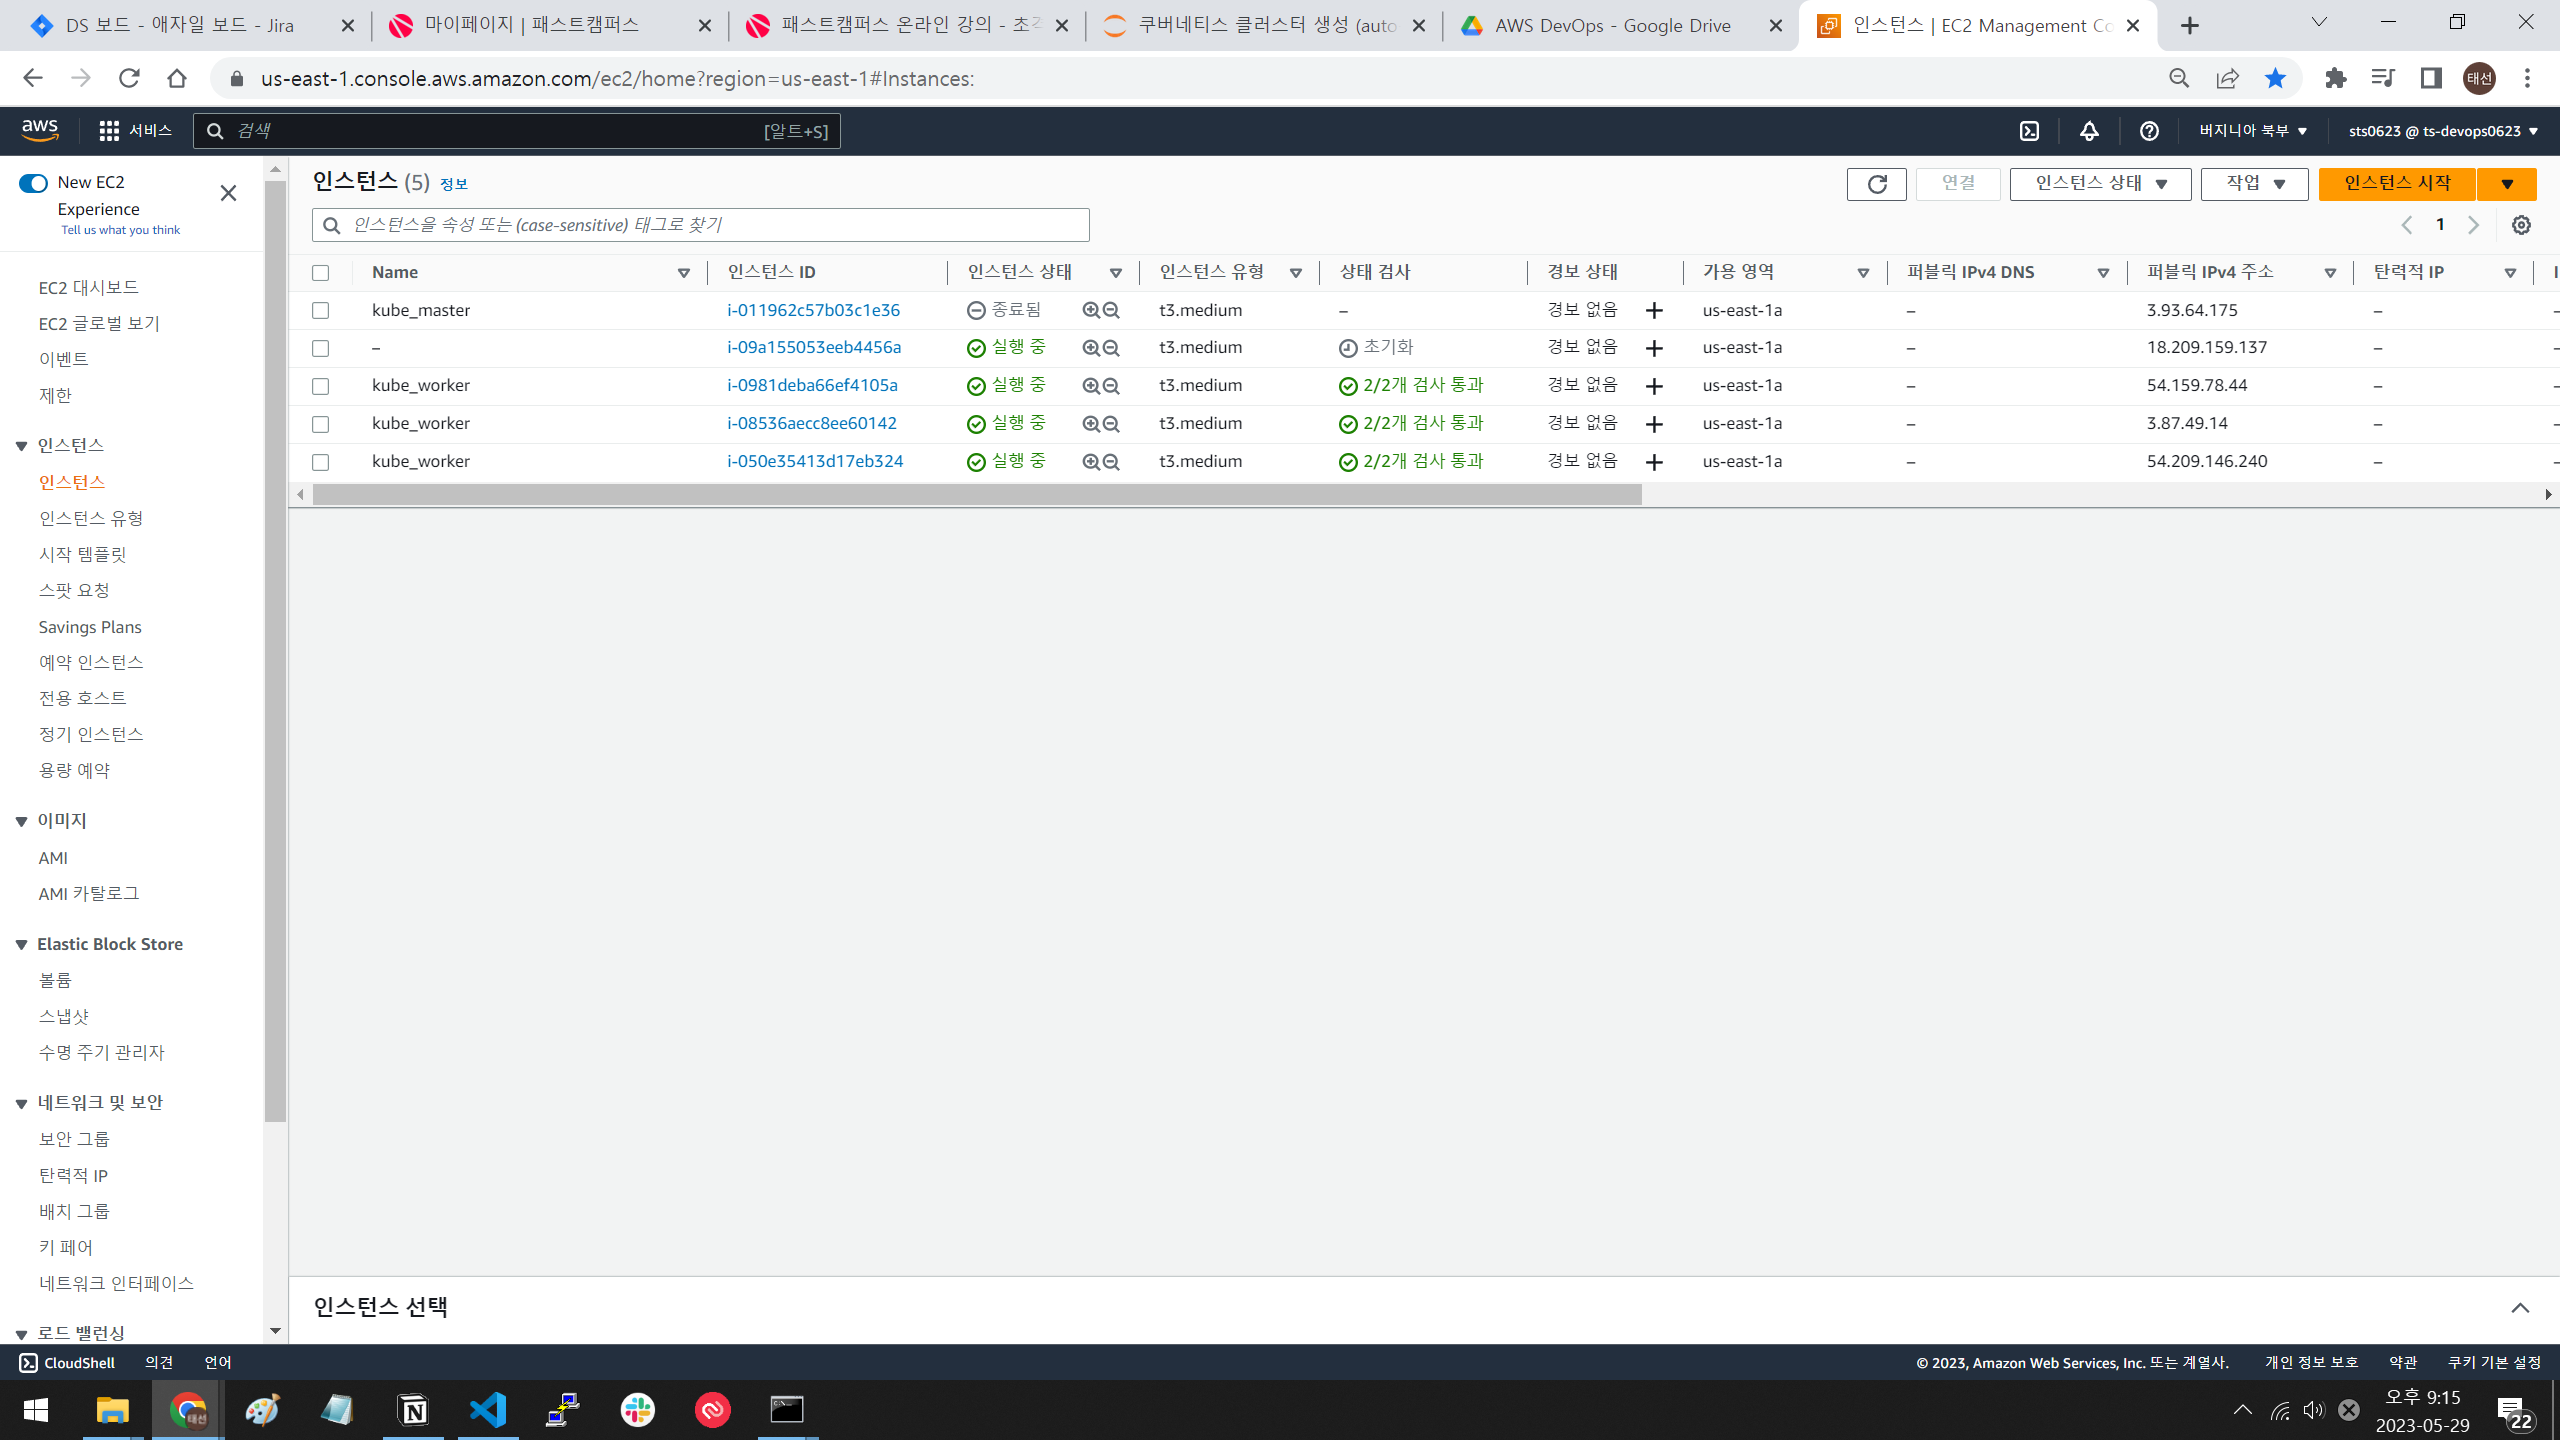 DS 보드 - 애자일 보드 - Jira
마이페이지 | 패스트캠퍼스
패스트캠퍼스 온라인 강의 - 초격
쿠버네티스 클러스터 생성 (auto
AWS DevOps - Google Drive
인스턴스 | EC2 Management Co
us-east-1.console.aws.amazon.com/ec2/home?region=us-east-1#Instances:
태선
aws
서비스
검색
[알트+S]
버지니아 북부
sts0623 @ ts-devops0623
New EC2
Experience
Tell us what you think
EC2 대시보드
EC2 글로벌 보기
이벤트
제한
인스턴스
인스턴스
인스턴스 유형
시작 템플릿
스팟 요청
Savings Plans
예약 인스턴스
전용 호스트
정기 인스턴스
용량 예약
이미지
AMI
AMI 카탈로그
Elastic Block Store
볼륨
스냅샷
수명 주기 관리자
네트워크 및 보안
보안 그룹
탄력적 IP
배치 그룹
키 페어
네트워크 인터페이스
로드 밸런싱
인스턴스 (5) 정보
연결
인스턴스 상태
작업
인스턴스 시작
인스턴스을 속성 또는 (case-sensitive) 태그로 찾기
1
Name 인스턴스 ID 인스턴스 상태 인스턴스 유형 상태 검사 경보 상태 가용 영역 퍼블릭 IPv4 DNS 퍼블릭 IPv4 주소 탄력적 IP
kube_master i-011962c57b03c1e36 종료됨 t3.medium – 경보 없음 us-east-1a – 3.93.64.175 –
– i-09a155053eeb4456a 실행 중 t3.medium 초기화 경보 없음 us-east-1a – 18.209.159.137 –
kube_worker i-0981deba66ef4105a 실행 중 t3.medium 2/2개 검사 통과 경보 없음 us-east-1a – 54.159.78.44 –
kube_worker i-08536aecc8ee60142 실행 중 t3.medium 2/2개 검사 통과 경보 없음 us-east-1a – 3.87.49.14 –
kube_worker i-050e35413d17eb324 실행 중 t3.medium 2/2개 검사 통과 경보 없음 us-east-1a – 54.209.146.240 –
인스턴스 선택
CloudShell 의견 언어
© 2023, Amazon Web Services, Inc. 또는 계열사. 개인 정보 보호 약관 쿠키 기본 설정
태선
오후 9:15
2023-05-29
22